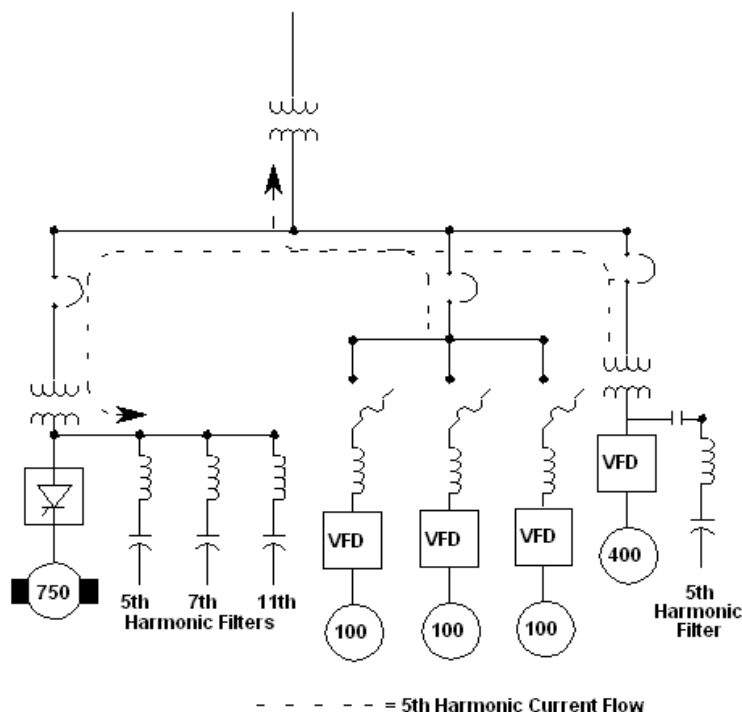 VFD
VFD
VFD
VFD
400
750
5th 7th 11th
Harmonic Filters
100
100
100
5th
Harmonic
Filter
- - - - - - = 5th Harmonic Current Flow